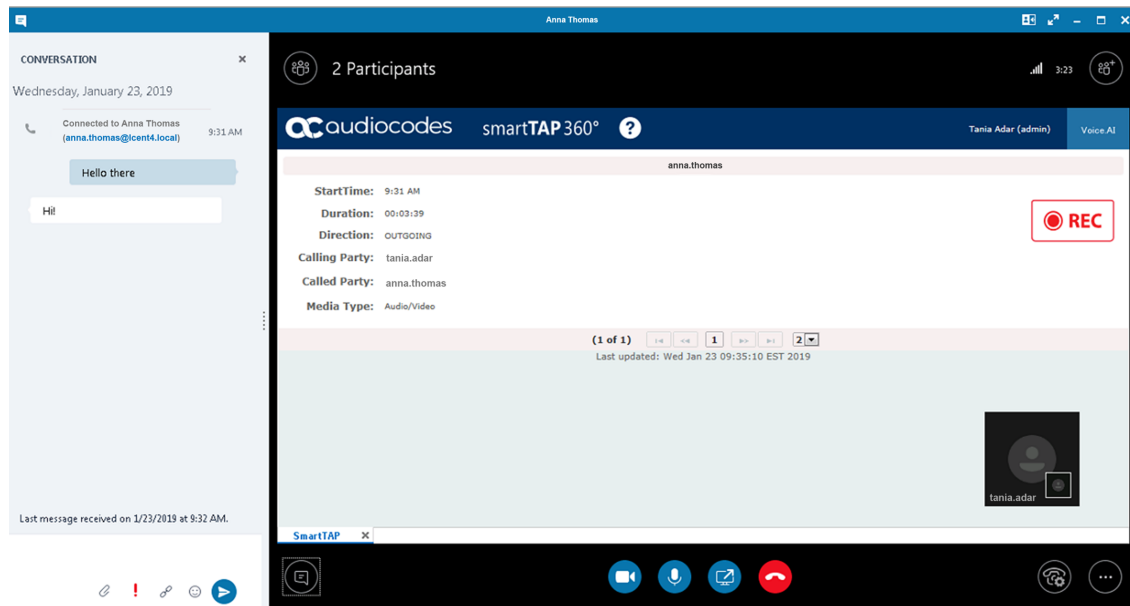 Anna Thomas
CONVERSATION
Wednesday, January 23, 2019
Connected to Anna Thomas
(anna.thomas@lcent4.local)
9:31 AM
Hello there
Hi!
Last message received on 1/23/2019 at 9:32 AM.
2 Participants
3:23
audiocodes smartTAP 360° ?
Tania Adar (admin)
Voice.AI
anna.thomas
StartTime: 9:31 AM
Duration: 00:03:39
Direction: OUTGOING
Calling Party: tania.adar
Called Party: anna.thomas
Media Type: Audio/Video
REC
(1 of 1) 1 2
Last updated: Wed Jan 23 09:35:10 EST 2019
tania.adar
SmartTAP